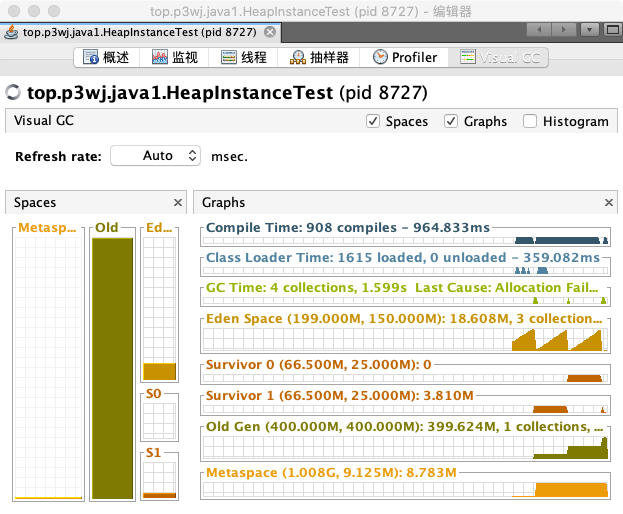 top.p3wj.java1.HeapInstanceTest (pid 8727) - 编辑器
top.p3wj.java1.HeapInstanceTest (pid 8727)
概述 监视 线程 抽样器 Profiler Visual GC
top.p3wj.java1.HeapInstanceTest (pid 8727)
Visual GC Spaces Graphs Histogram
Refresh rate: Auto msec.
Spaces
Metasp... Old Ed...
S0
S1
Graphs
Compile Time: 908 compiles - 964.833ms
Class Loader Time: 1615 loaded, 0 unloaded - 359.082ms
GC Time: 4 collections, 1.599s Last Cause: Allocation Fail...
Eden Space (199.000M, 150.000M): 18.608M, 3 collection...
Survivor 0 (66.500M, 25.000M): 0
Survivor 1 (66.500M, 25.000M): 3.810M
Old Gen (400.000M, 400.000M): 399.624M, 1 collections, ...
Metaspace (1.008G, 9.125M): 8.783M